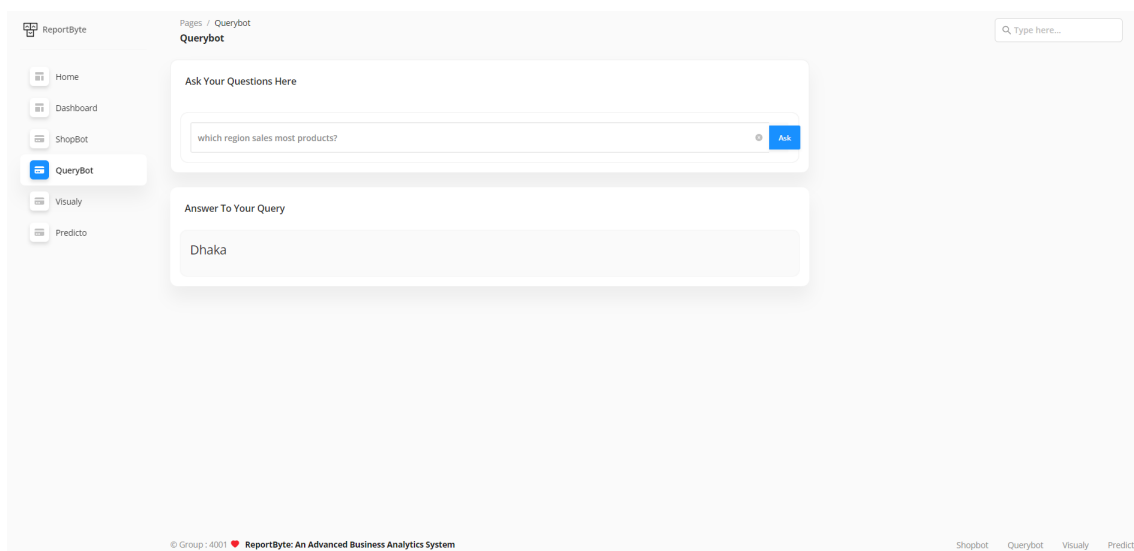 ReportByte
Home
Dashboard
ShopBot
QueryBot
Visualy
Predicto
Pages / Querybot
Querybot
Type here...
Ask Your Questions Here
which region sales most products?
Ask
Answer To Your Query
Dhaka
© Group : 4001 ReportByte: An Advanced Business Analytics System
Shopbot Querybot Visualy Predict